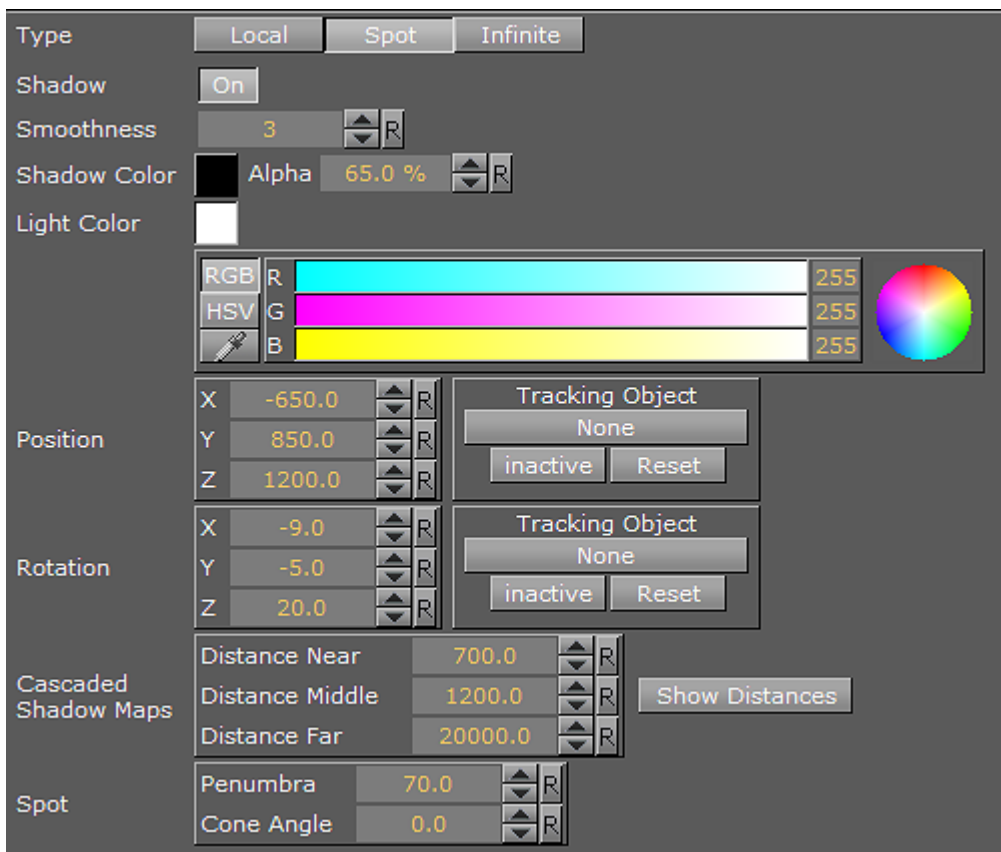 Type Local Spot Infinite
Shadow On
Smoothness 3 R
Shadow Color Alpha 65.0 % R
Light Color
RGB R 255
HSV G 255
B 255
Position
X -650.0 R
Y 850.0 R
Z 1200.0 R
Tracking Object
None
inactive Reset
Rotation
X -9.0 R
Y -5.0 R
Z 20.0 R
Tracking Object
None
inactive Reset
Cascaded
Shadow Maps
Distance Near 700.0 R
Distance Middle 1200.0 R
Distance Far 20000.0 R
Show Distances
Spot
Penumbra 70.0 R
Cone Angle 0.0 R